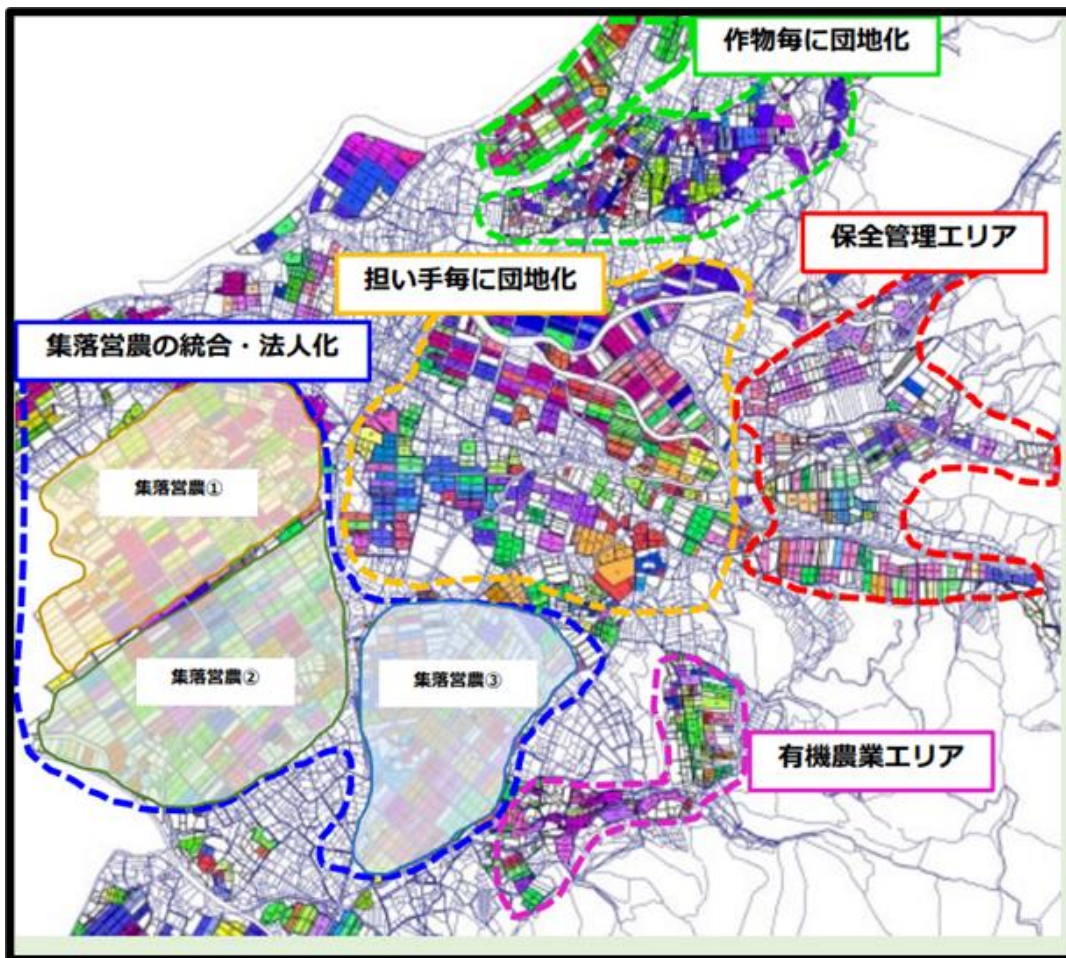 作物毎に団地化
保全管理エリア
担い手毎に団地化
集落営農の統合・法人化
集落営農①
集落営農②
集落営農③
有機農業エリア